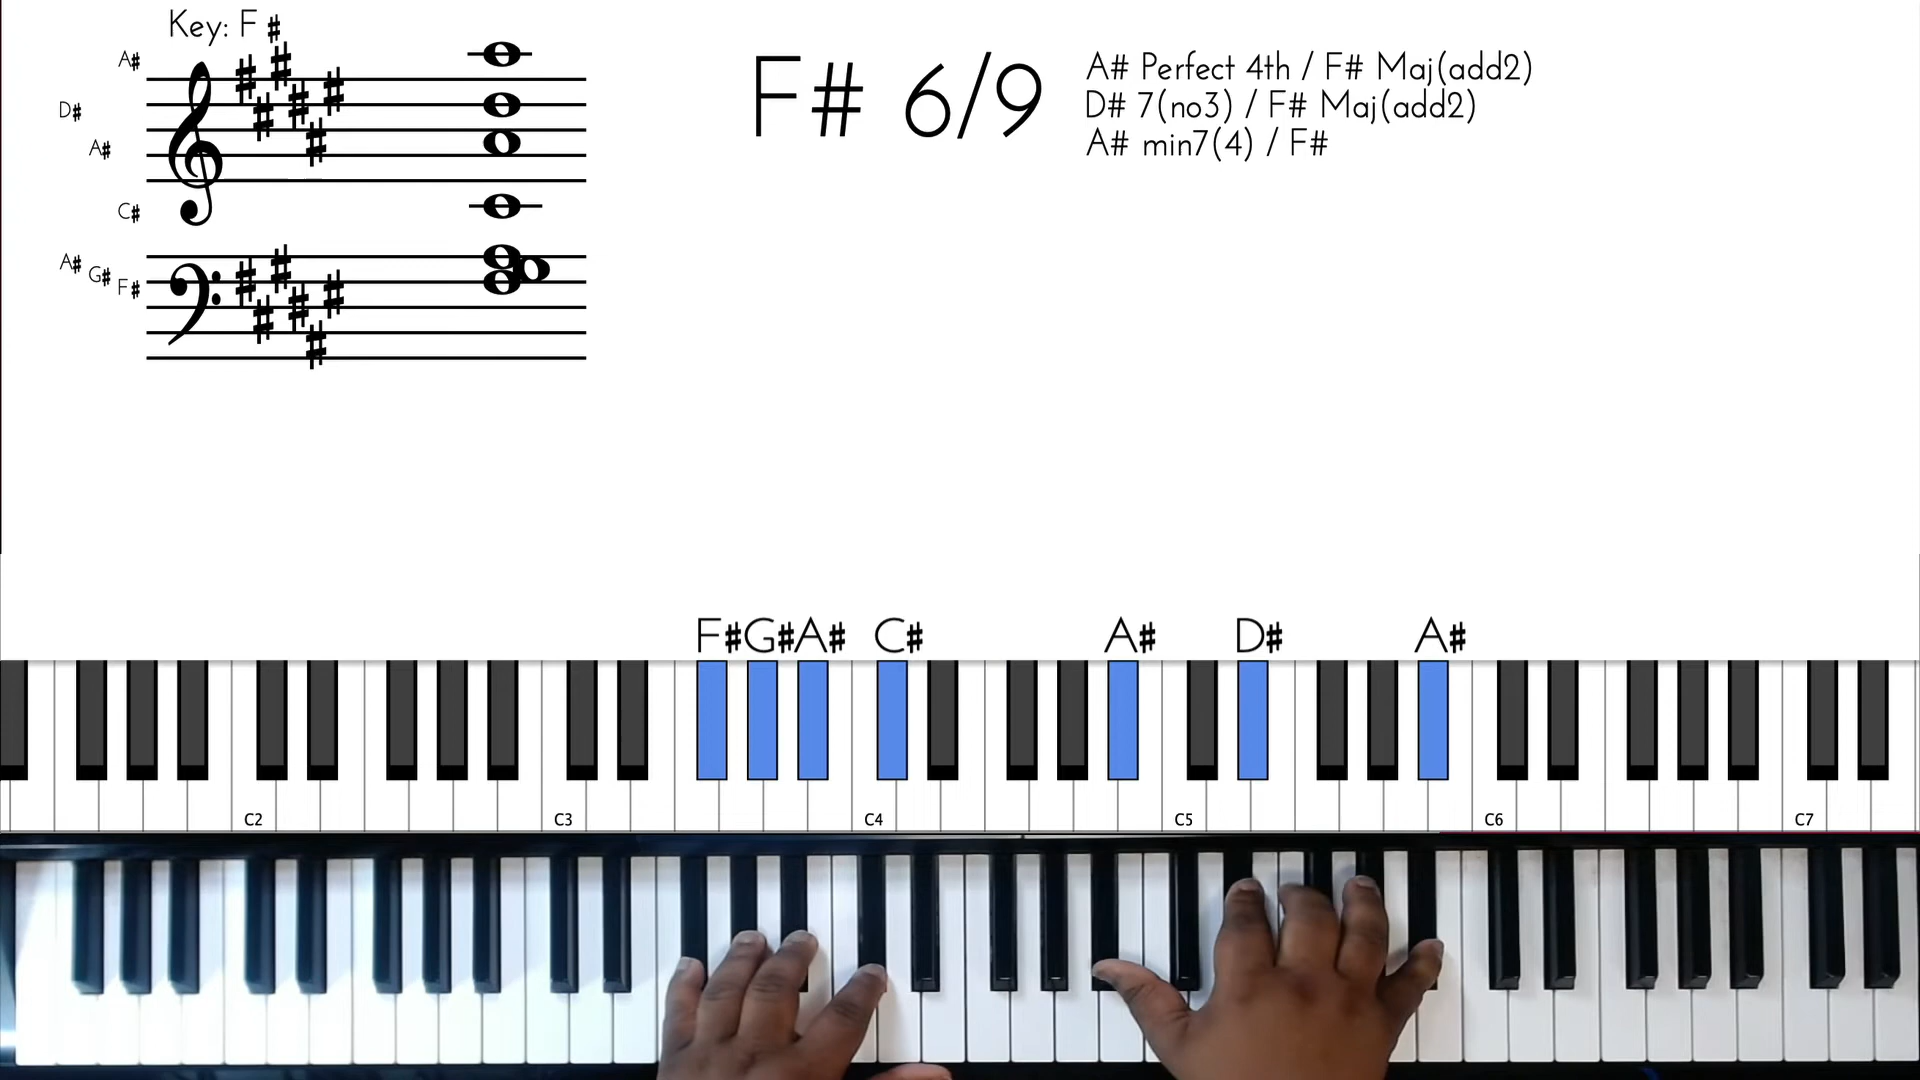 Key: F#
A#
D#
A#
C#
A# G# F#
F# 6/9
A# Perfect 4th / F# Maj(add2)
D# 7(no3) / F# Maj(add2)
A# min7(4) / F#
F# G# A# C# A# D# A#
C2 C3 C4 C5 C6 C7